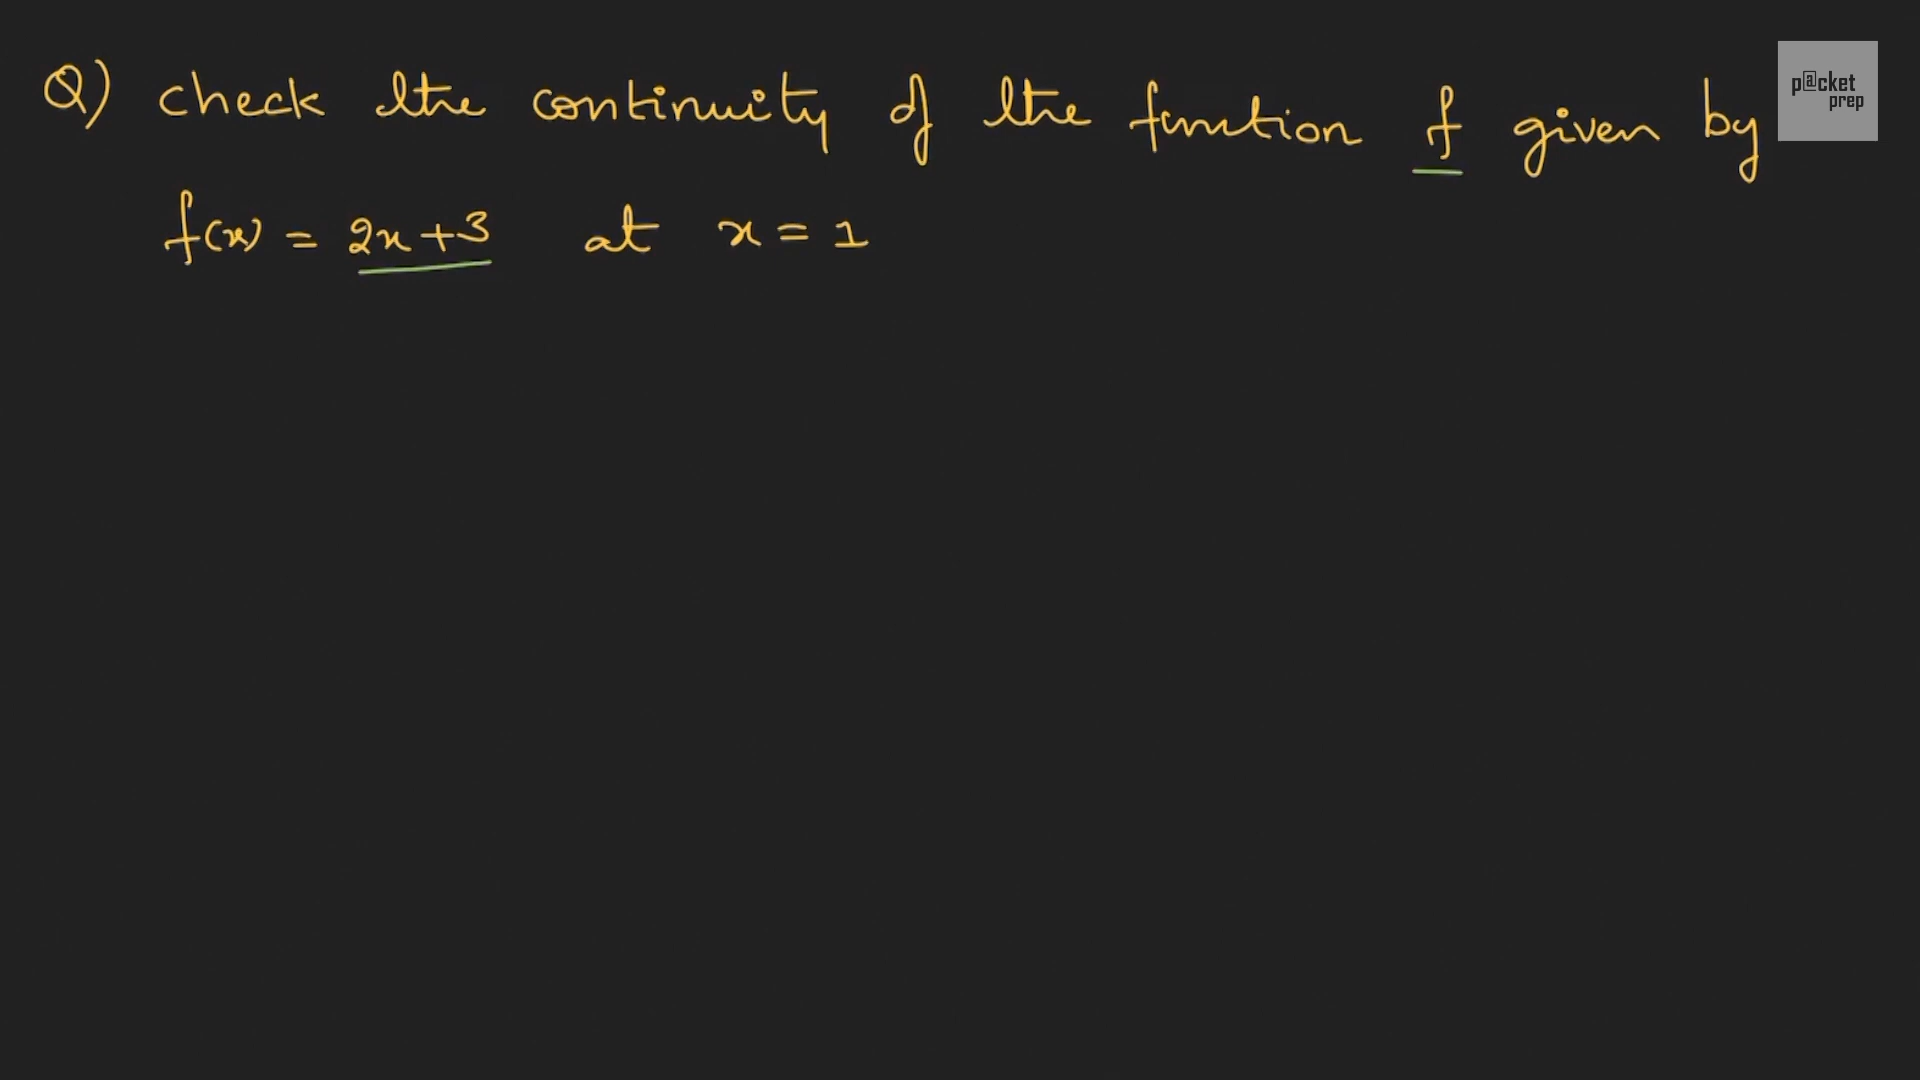 Q) check the continuity of the function f given by
f(x) = 2x+3 at x = 1
p@cket
prep